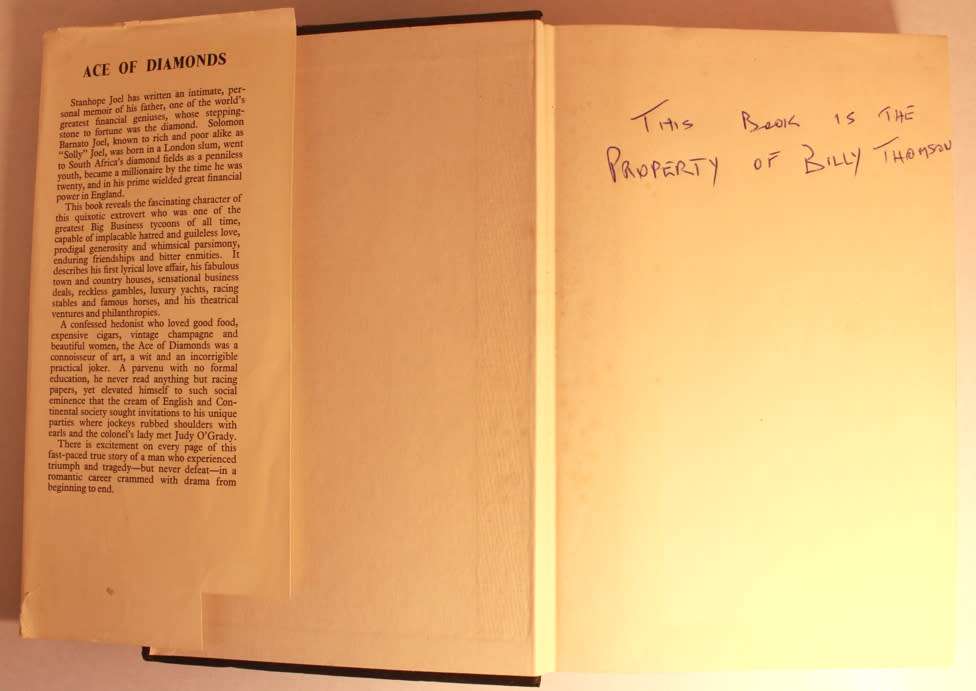 ACE OF DIAMONDS
Stanhope Joel has written an intimate, per-
sonal memoir of his father, one of the world's
greatest financial geniuses, whose stepping-
stone to fortune was the diamond. Solomon
Barnato Joel, known to rich and poor alike as
"Solly" Joel, was born in a London slum, went
to South Africa's diamond fields as a penniless
youth, became a millionaire by the time he was
twenty, and in his prime wielded great financial
power in England.
This book reveals the fascinating character of
this quixotic extrovert who was one of the
greatest Big Business tycoons of all time,
capable of implacable hatred and guileless love,
prodigal generosity and whimsical parsimony,
enduring friendships and bitter enmities. It
describes his first lyrical love affair, his fabulous
town and country houses, sensational business
deals, reckless gambles, luxury yachts, racing
stables and famous horses, and his theatrical
ventures and philanthropies.
A confessed hedonist who loved good food,
expensive cigars, vintage champagne and
beautiful women, the Ace of Diamonds was a
connoisseur of art, a wit and an incorrigible
practical joker. A parvenu with no formal
education, he never read anything but racing
papers, yet elevated himself to such social
eminence that the cream of English and Con-
tinental society sought invitations to his unique
parties where jockeys rubbed shoulders with
earls and the colonel's lady met Judy O'Grady.
There is excitement on every page of this
fast-paced true story of a man who experienced
triumph and tragedy—but never defeat—in a
romantic career crammed with drama from
beginning to end.
THIS BOOK IS THE
PROPERTY OF BILLY THOMSON